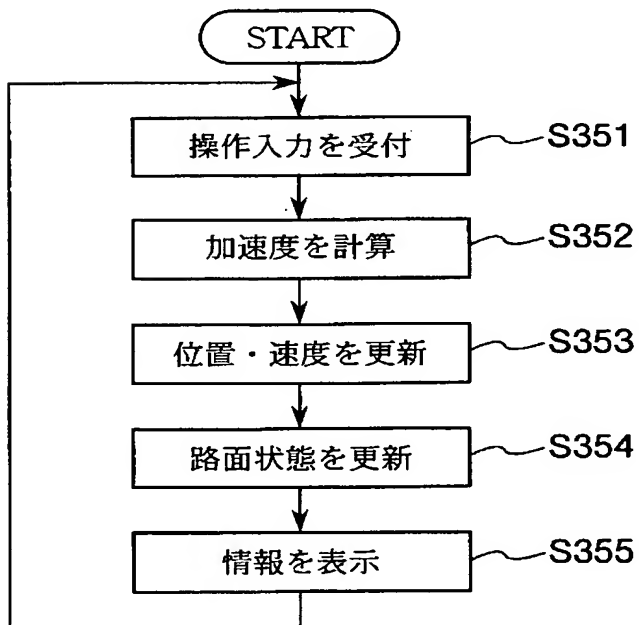 START
操作入力を受付
S351
加速度を計算
S352
位置・速度を更新
S353
路面状態を更新
S354
情報を表示
S355